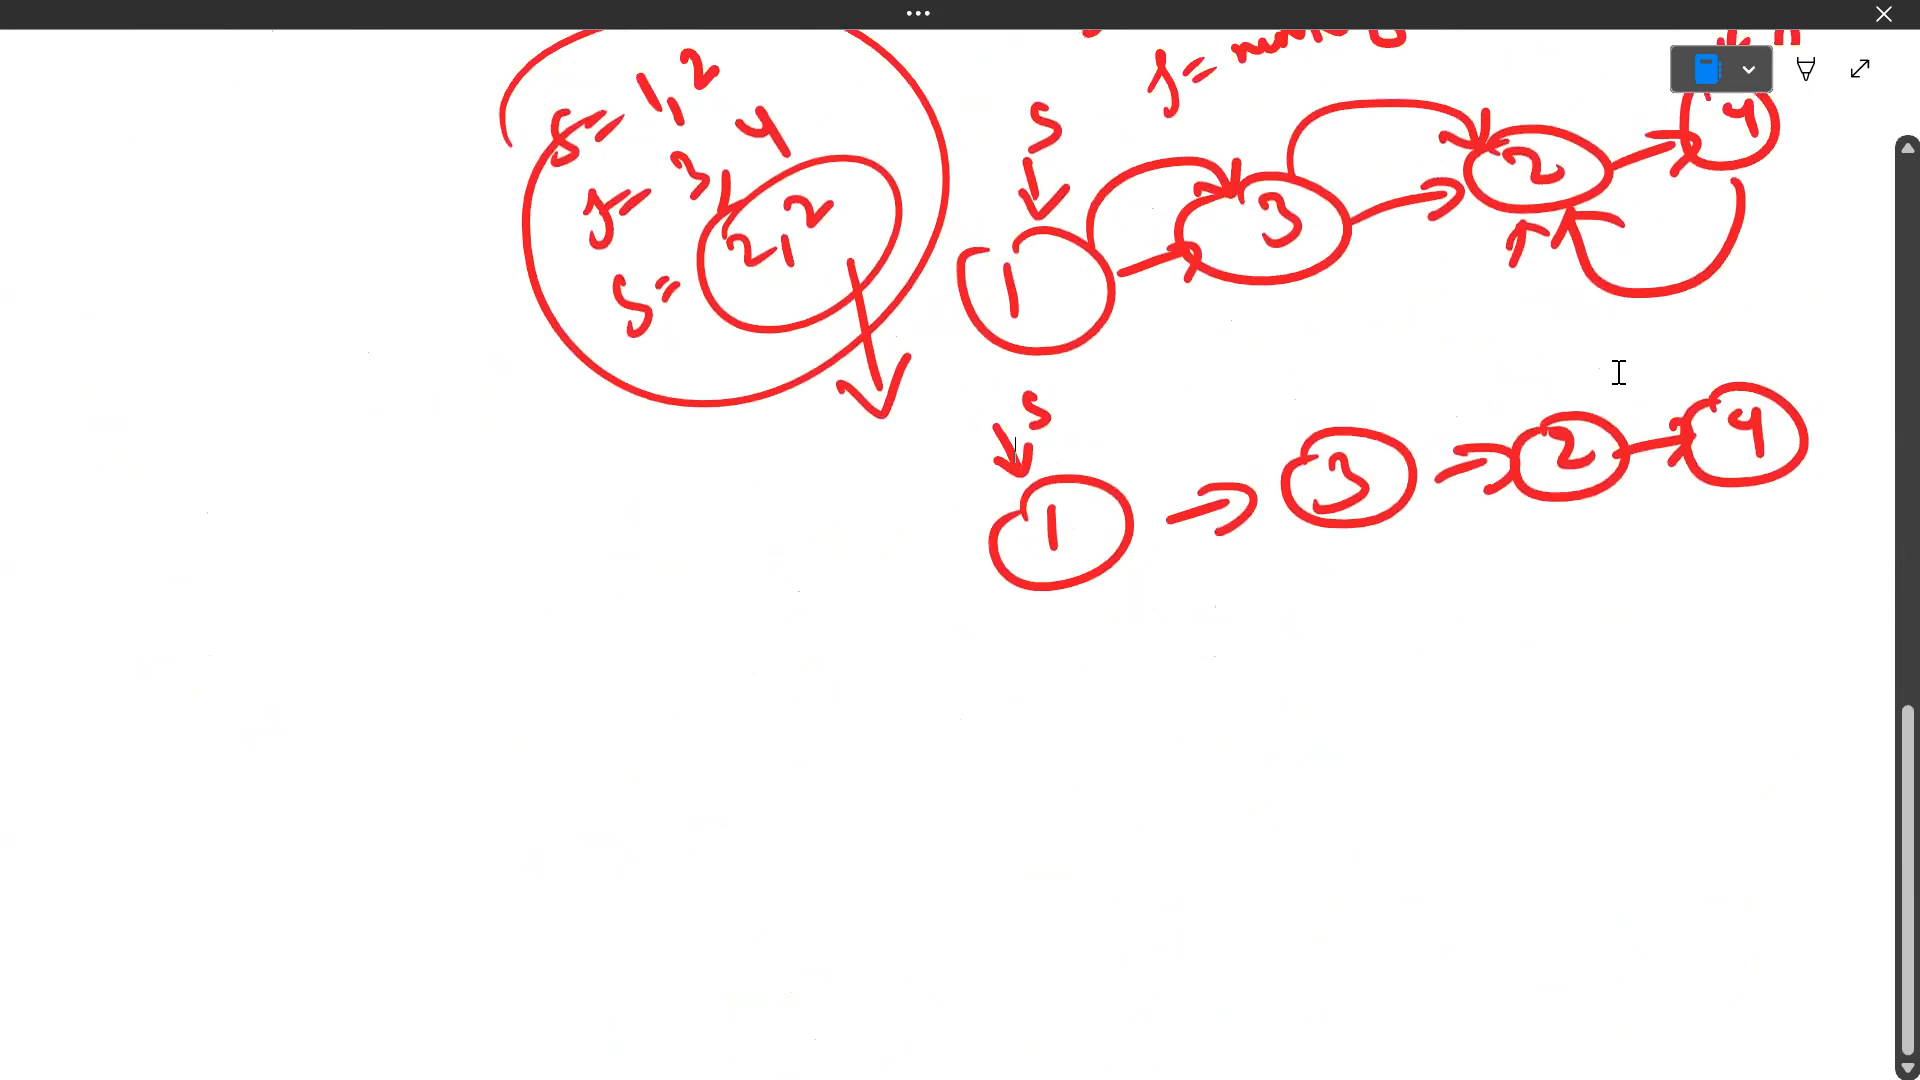 S= 1, 2
f= 3, 4
S= 2, 2
f=
S
1 3 2 4
S
1 3 2 4